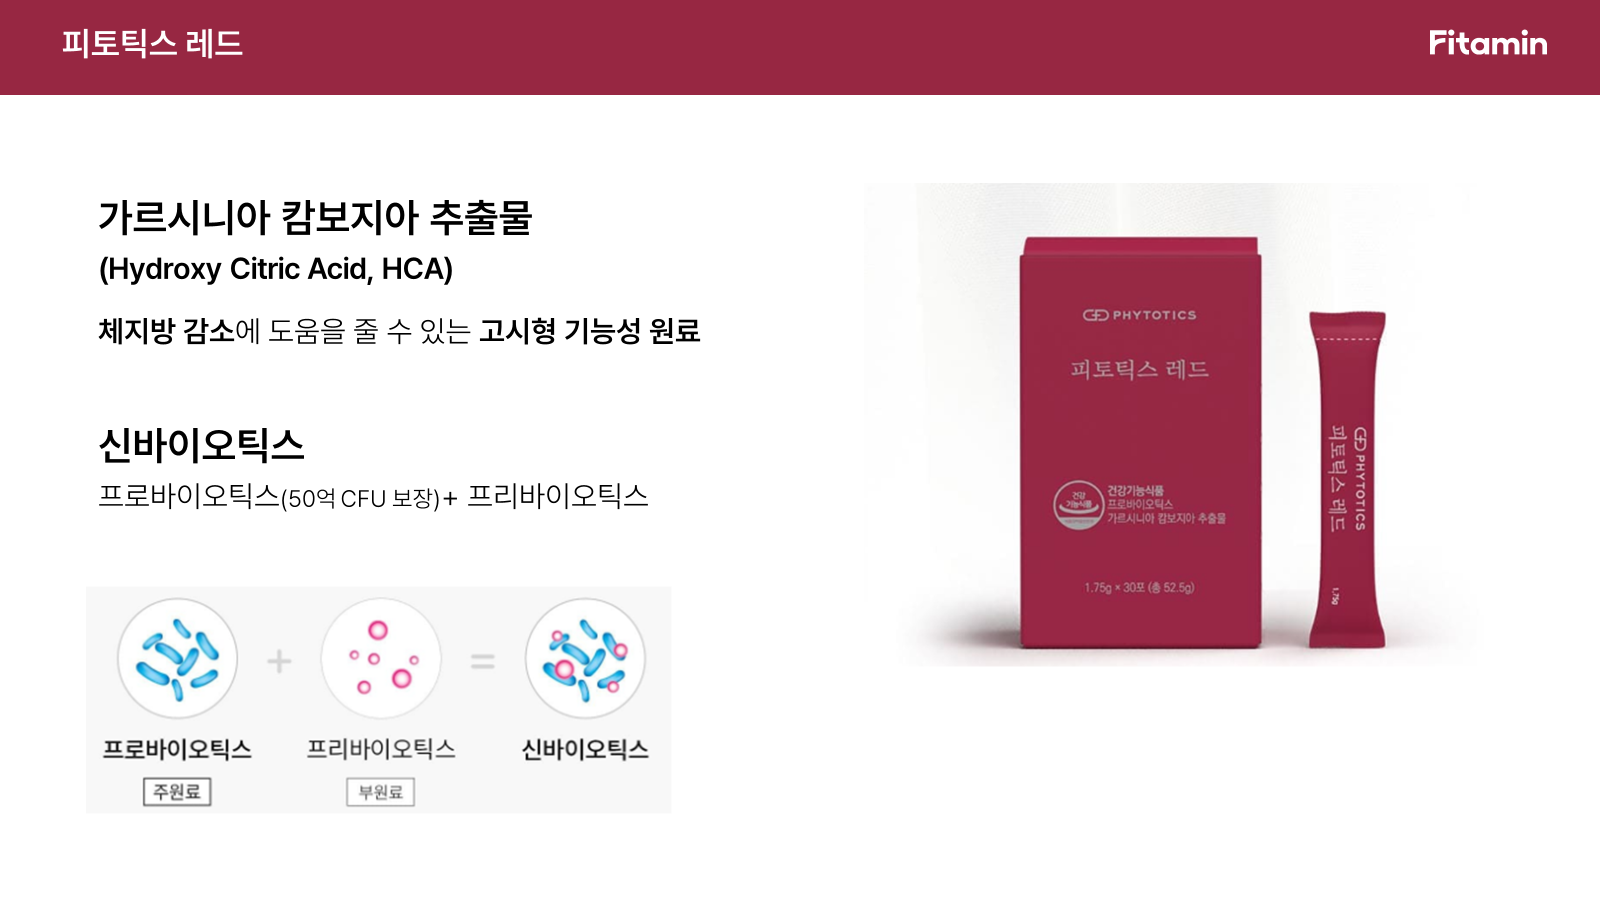 피토틱스 레드
Fitamin
가르시니아 캄보지아 추출물
(Hydroxy Citric Acid, HCA)
체지방 감소에 도움을 줄 수 있는 고시형 기능성 원료
신바이오틱스
프로바이오틱스(50억 CFU 보장)+ 프리바이오틱스
프로바이오틱스
주원료
+
프리바이오틱스
부원료
=
신바이오틱스
PHYTOTICS
피토틱스 레드
건강
기능식품
건강기능식품
프로바이오틱스
가르시니아 캄보지아 추출물
1.75g × 30포 (총 52.5g)
PHYTOTICS
피토틱스 레드
1.75g